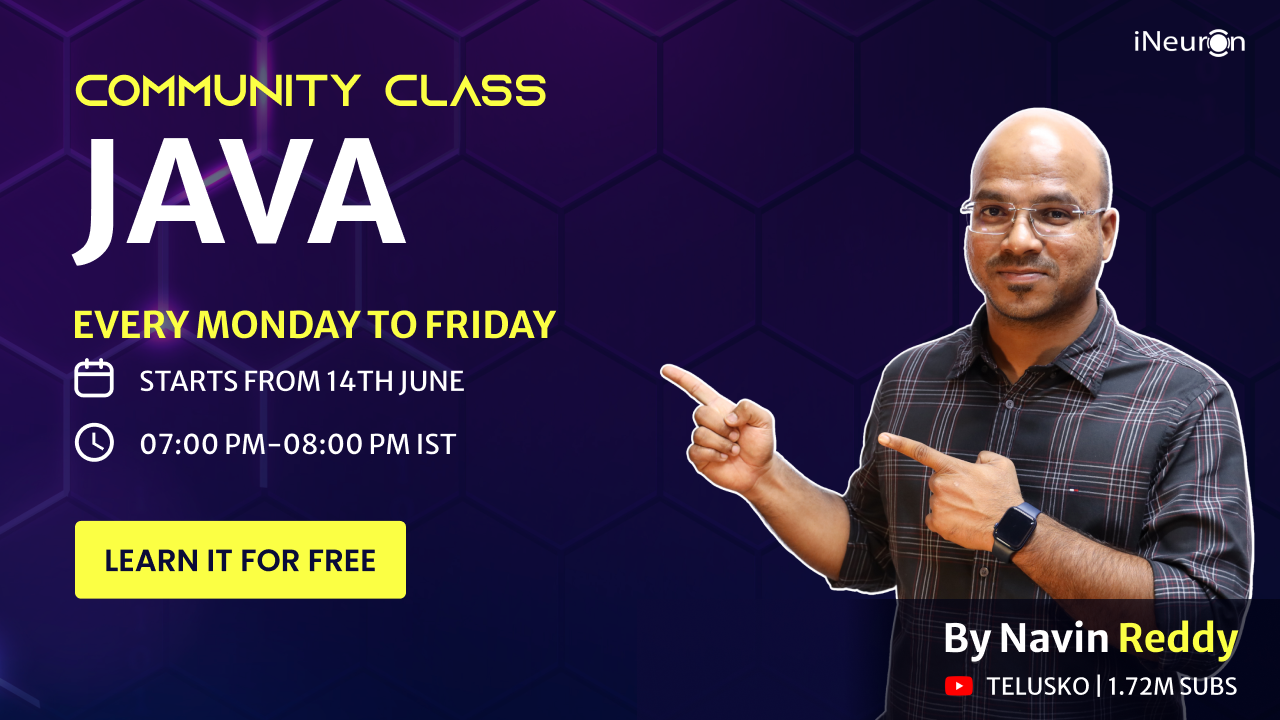 iNeuron
COMMUNITY CLASS
JAVA
EVERY MONDAY TO FRIDAY
STARTS FROM 14TH JUNE
07:00 PM-08:00 PM IST
LEARN IT FOR FREE
By Navin Reddy
TELUSKO | 1.72M SUBS